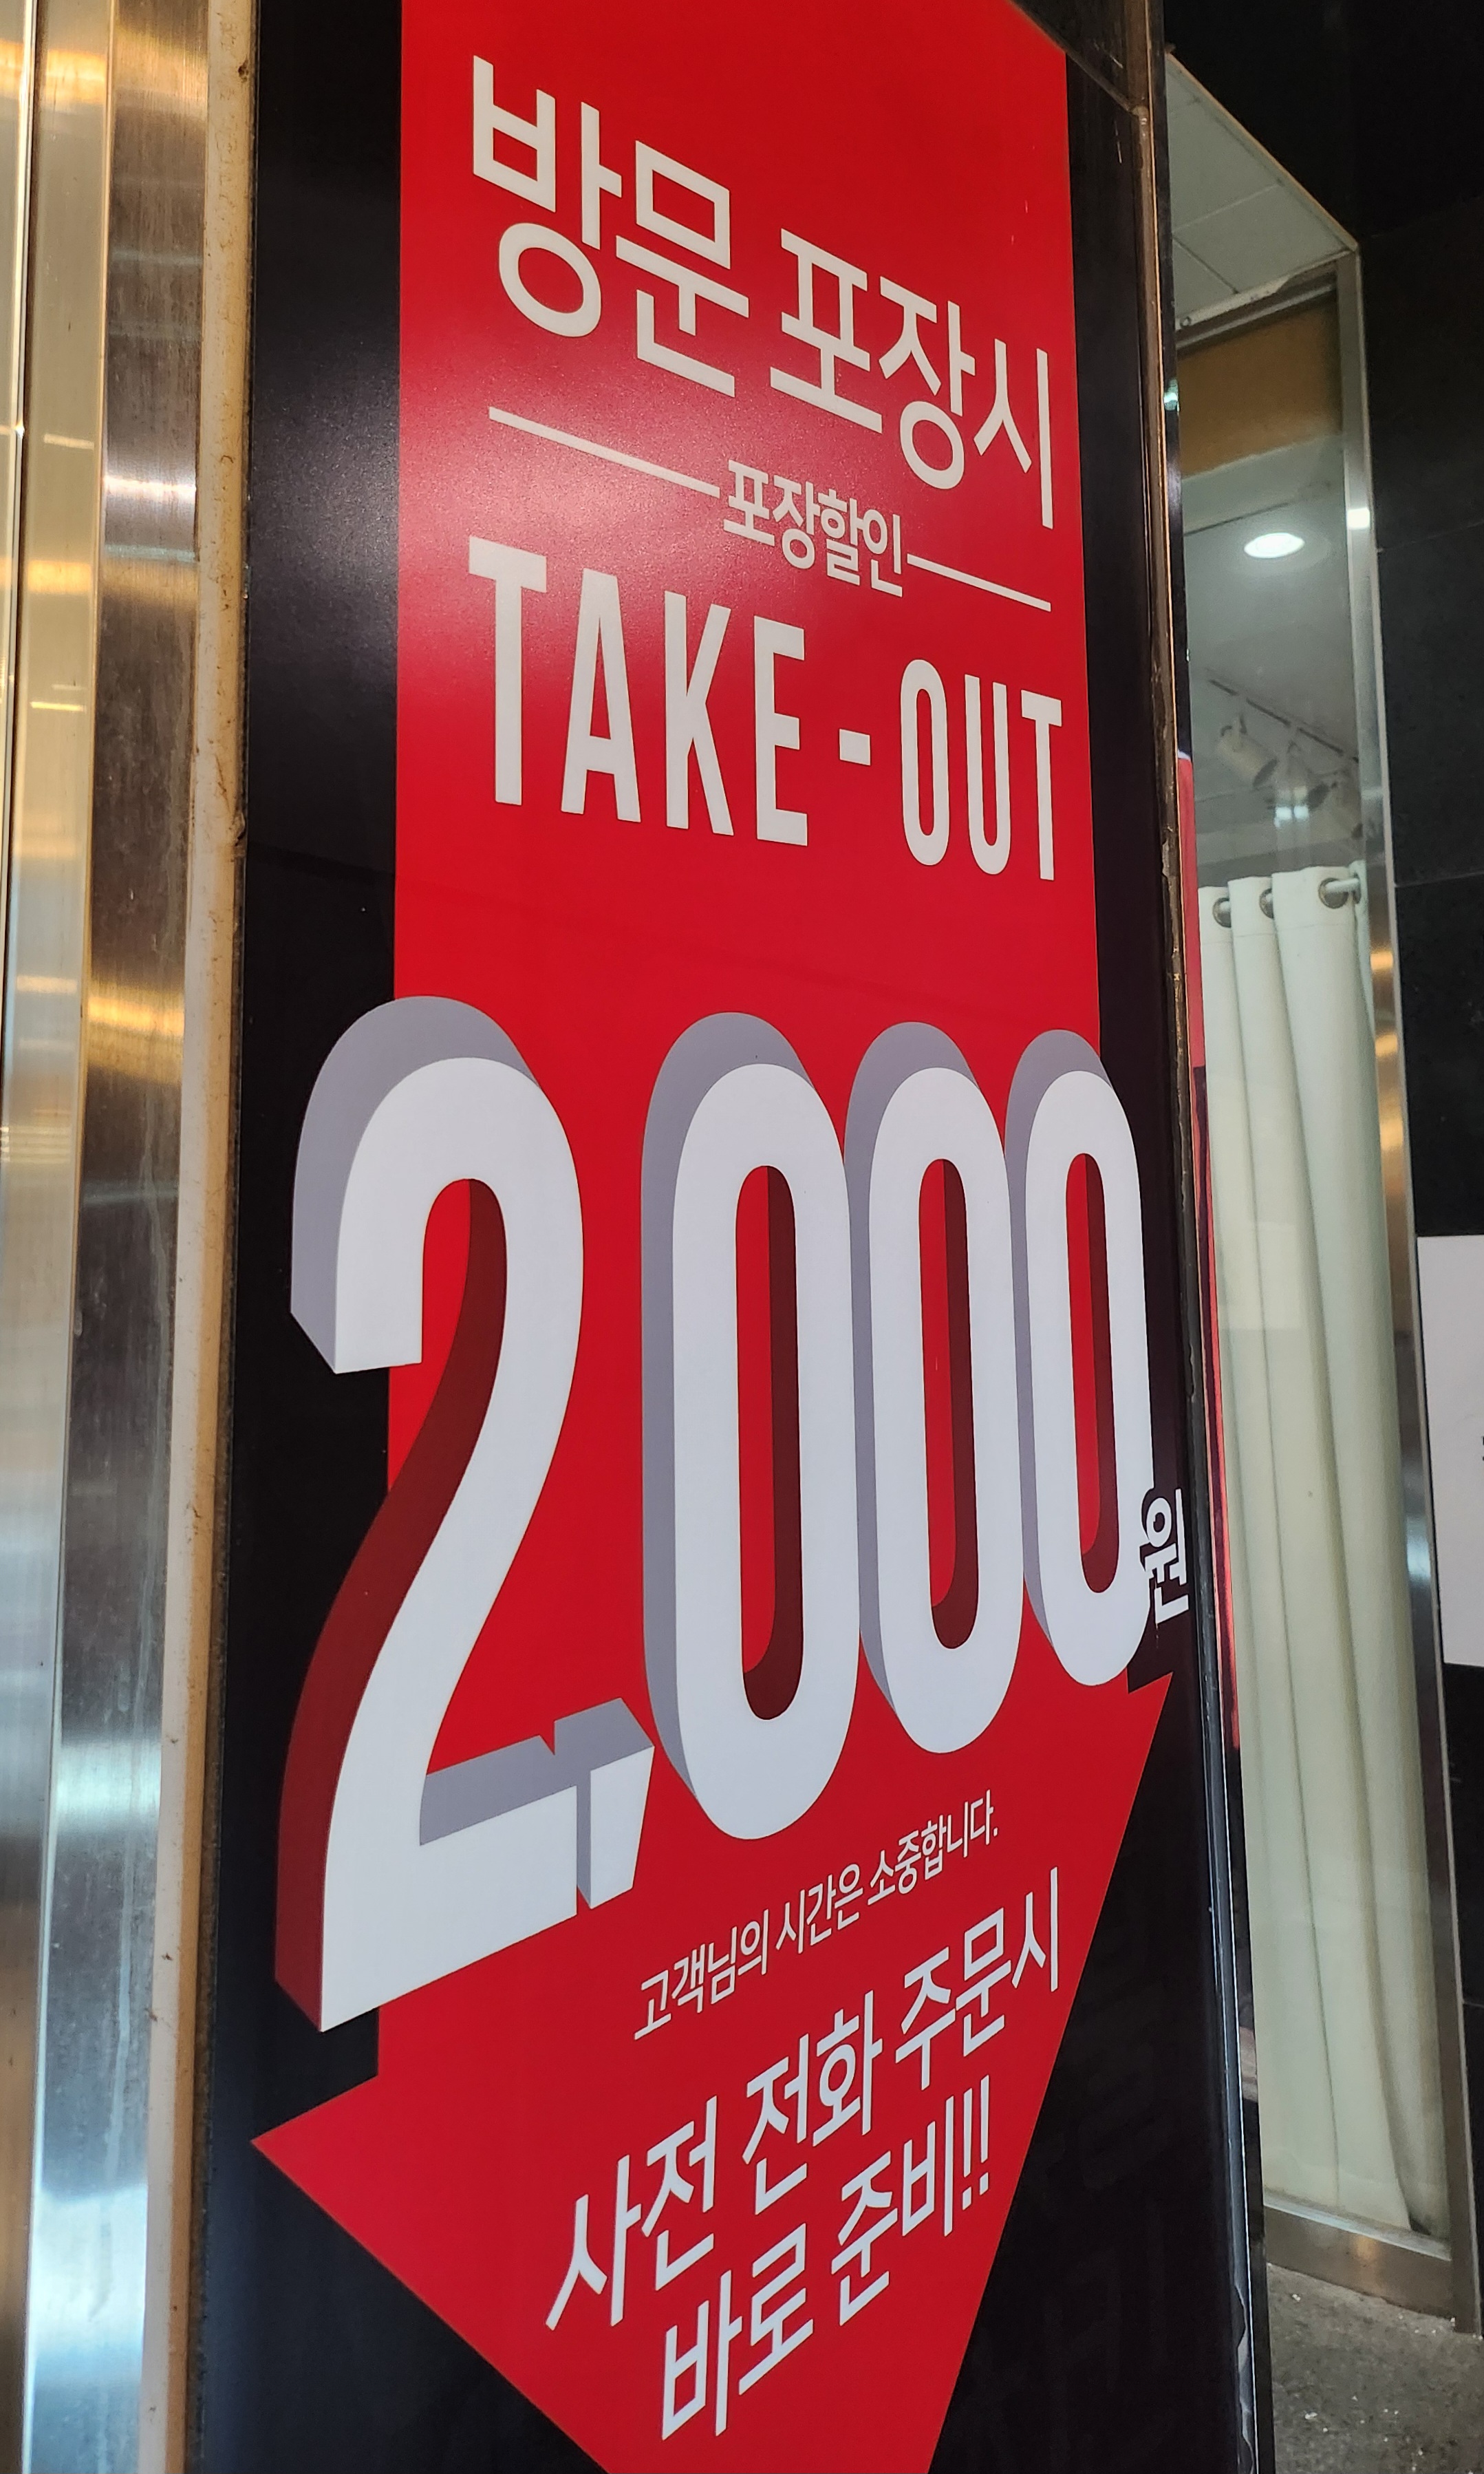 방문 포장시
포장할인
TAKE-OUT
2,000원
고객님의 시간은 소중합니다.
사전 전화 주문시
바로 준비!!